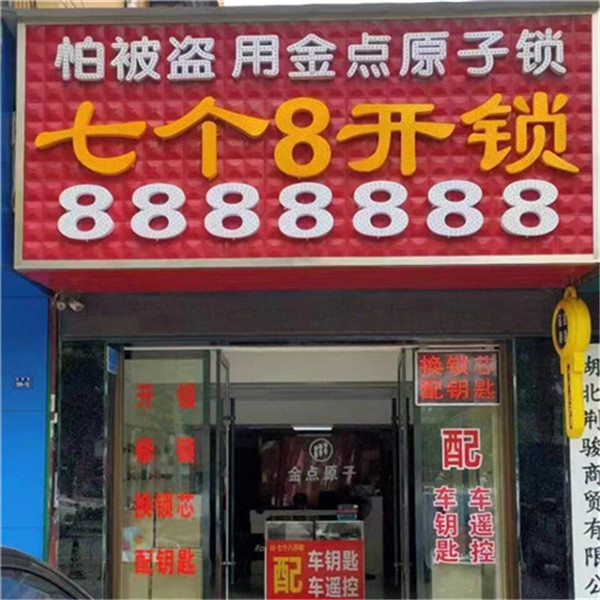 怕被盗 用金点原子锁
七个8开锁
8888888
换锁芯
配钥匙
开锁
换锁芯
配钥匙
金点原子
配
车钥匙
车遥控
配 车钥匙
车遥控
湖北荆骏商贸有限公